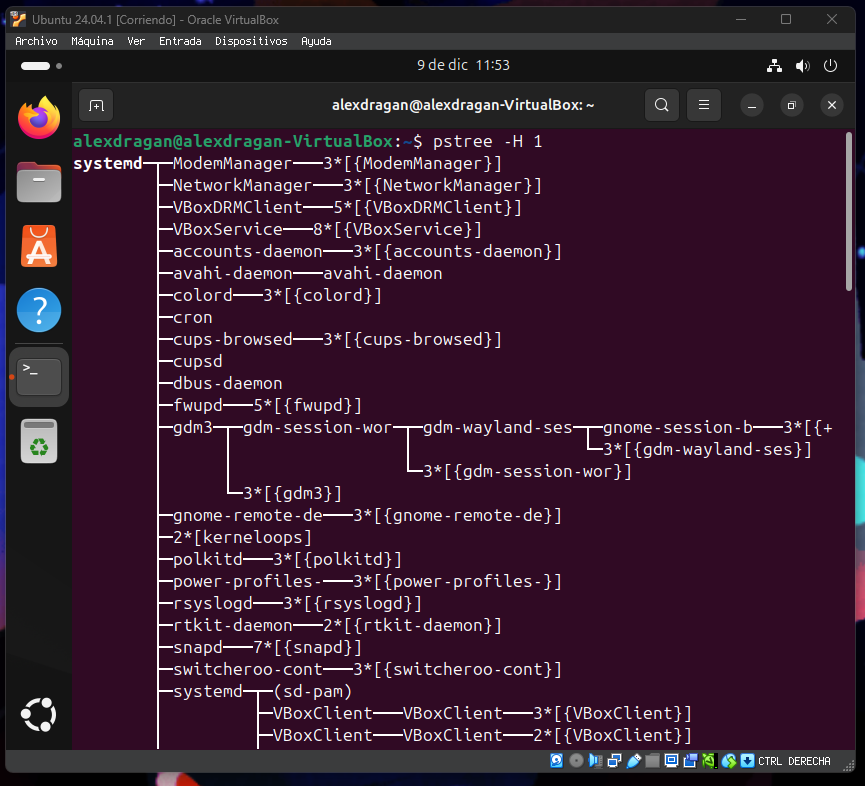 Ubuntu 24.04.1 [Corriendo] - Oracle VirtualBox
Archivo Máquina Ver Entrada Dispositivos Ayuda
9 de dic 11:53
alexdragan@alexdragan-VirtualBox: ~
alexdragan@alexdragan-VirtualBox:~$ pstree -H 1
systemd─┬─ModemManager───3*[{ModemManager}]
├─NetworkManager───3*[{NetworkManager}]
├─VBoxDRMClient───5*[{VBoxDRMClient}]
├─VBoxService───8*[{VBoxService}]
├─accounts-daemon───3*[{accounts-daemon}]
├─avahi-daemon───avahi-daemon
├─colord───3*[{colord}]
├─cron
├─cups-browsed───3*[{cups-browsed}]
├─cupsd
├─dbus-daemon
├─fwupd───5*[{fwupd}]
├─gdm3─┬─gdm-session-wor─┬─gdm-wayland-ses─┬─gnome-session-b───3*[{+
└─3*[{gdm-wayland-ses}]
└─3*[{gdm-session-wor}]
└─3*[{gdm3}]
├─gnome-remote-de───3*[{gnome-remote-de}]
├─2*[kerneloops]
├─polkitd───3*[{polkitd}]
├─power-profiles-───3*[{power-profiles-}]
├─rsyslogd───3*[{rsyslogd}]
├─rtkit-daemon───2*[{rtkit-daemon}]
├─snapd───7*[{snapd}]
├─switcheroo-cont───3*[{switcheroo-cont}]
├─systemd─┬─(sd-pam)
├─VBoxClient───VBoxClient───3*[{VBoxClient}]
├─VBoxClient───VBoxClient───2*[{VBoxClient}]
CTRL DERECHA